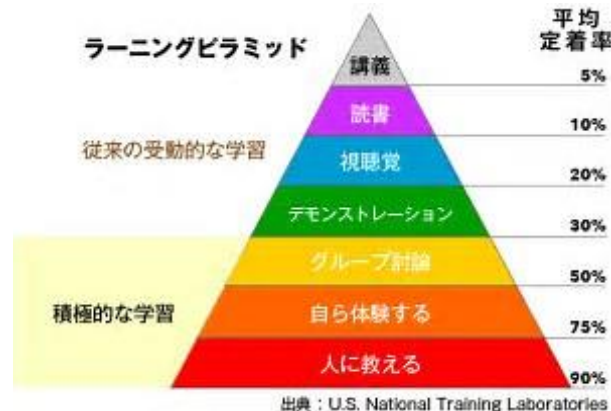 ラーニングピラミッド
平均
定着率
講義
5%
読書
10%
従来の受動的な学習
視聴覚
20%
デモンストレーション
30%
グループ討論
50%
積極的な学習
自ら体験する
75%
人に教える
90%
出典：U.S. National Training Laboratories